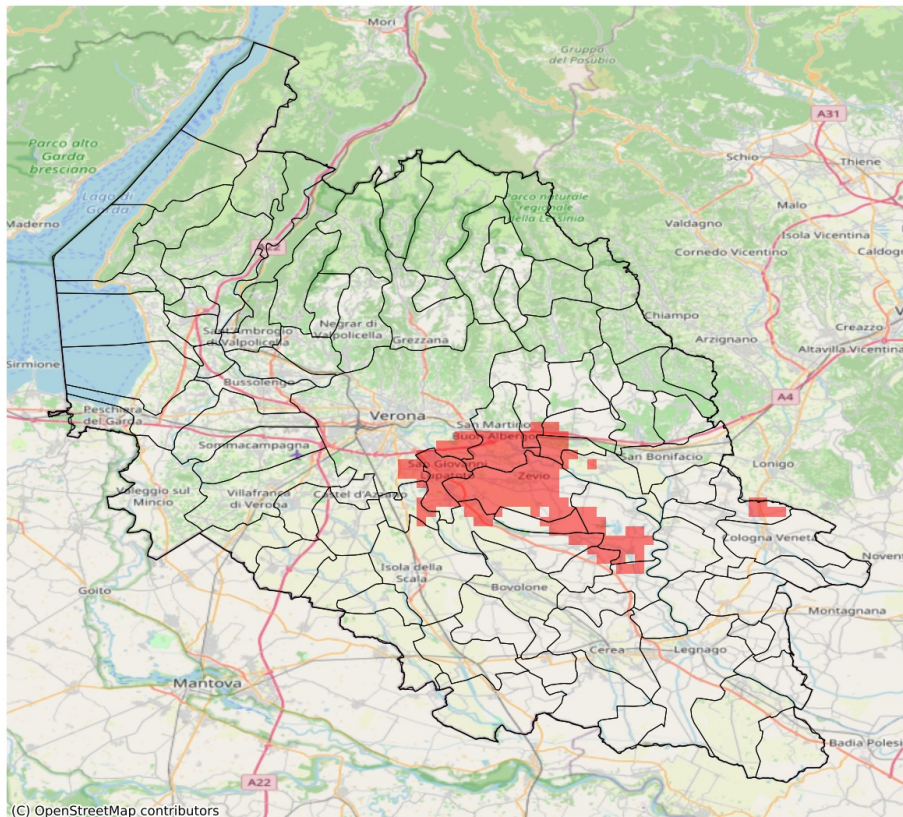 Mori
Gruppo
del Pasubio
A31
Parco alto
Garda
bresciano
Schio
Thiene
Lago di
Garda
Parco naturale
regionale
della Lessinia
Malo
Maderno
Valdagno
Isola Vicentina
A22
Cornedo Vicentino
Caldogn
Sant'Ambrogio
di Valpolicella
Negrar di
Valpolicella
Grezzana
Chiampo
Arzignano
Creazzo
Altavilla Vicentina
Sirmione
Bussolengo
A4
Peschiera
del Garda
Verona
San Martino
Buon Albergo
Sommacampagna
San Bonifacio
San Giovanni
Lupatoto
Zevio
Lonigo
Valeggio sul
Mincio
Villafranca
di Verona
Castel d'Azzano
Cologna Veneta
Novent
Isola della
Scala
Bovolone
Goito
Montagnana
Cerea
Legnago
Mantova
Badia Polesi
A22
(C) OpenStreetMap contributors